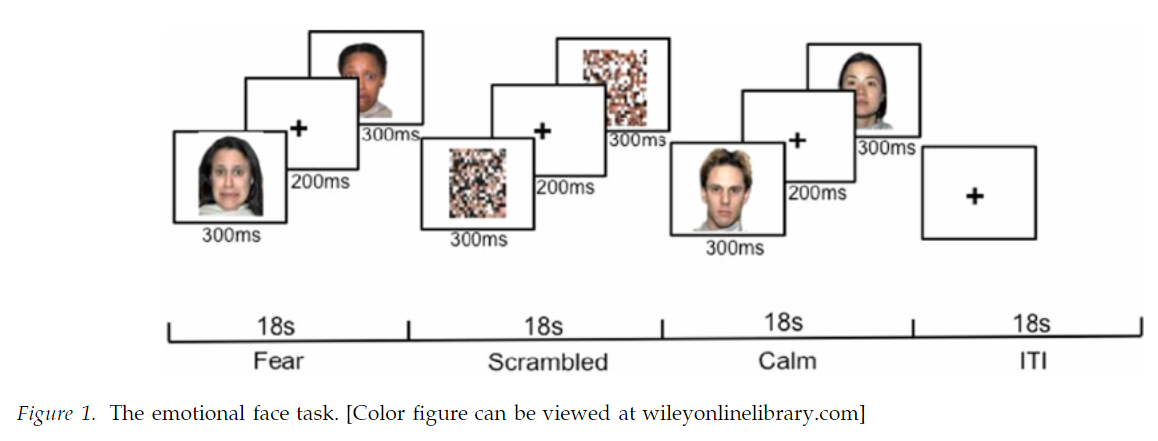 300ms
200ms
300ms
300ms
200ms
300ms
300ms
200ms
300ms
18s 18s 18s 18s
Fear Scrambled Calm ITI
Figure 1. The emotional face task. [Color figure can be viewed at wileyonlinelibrary.com]